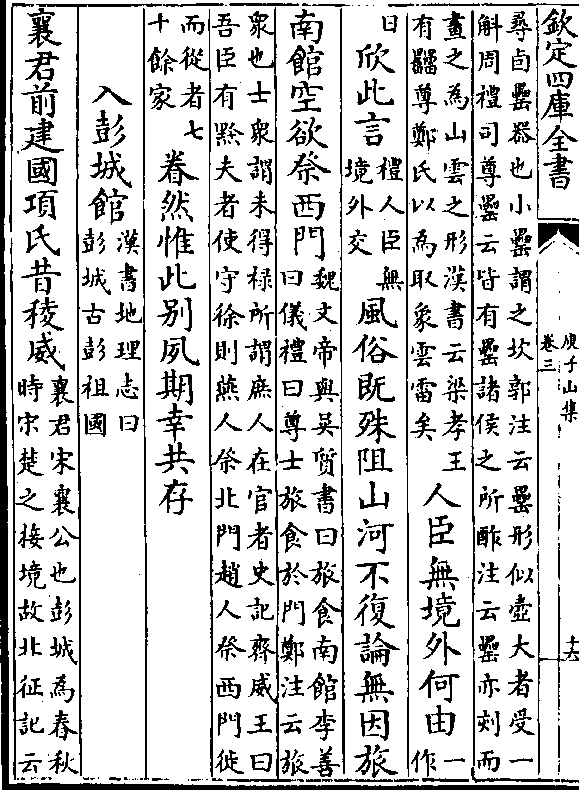 欽定四庫全書
庾子山集
卷三
十六
尋卣罍器也小罍謂之坎郭注云罍形似壺大者受一
斛周禮司尊罍云皆有罍諸侯之所酢注云罍亦刻而
畫之為山雲之形漢書云梁孝王
有罍尊鄭氏以為取象雲雷矣
人臣無境外何由
一
作
日
欣此言
禮人臣無
境外交
風俗既殊阻山河不復論無因旅
南館空欲祭西門
魏文帝與吳質書曰旅食南館李善
曰儀禮曰尊士旅食於門鄭注云旅
衆也士衆謂未得禄所謂庶人在官者史記齊威王曰
吾臣有黔夫者使守徐則燕人祭北門趙人祭西門徙
而從者七
十餘家
眷然惟此别夙期幸共存
入彭城館
漢書地理志曰
彭城古彭祖國
襄君前建國項氏昔稜威
襄君宋襄公也彭城為春秋
時宋楚之接境故北征記云